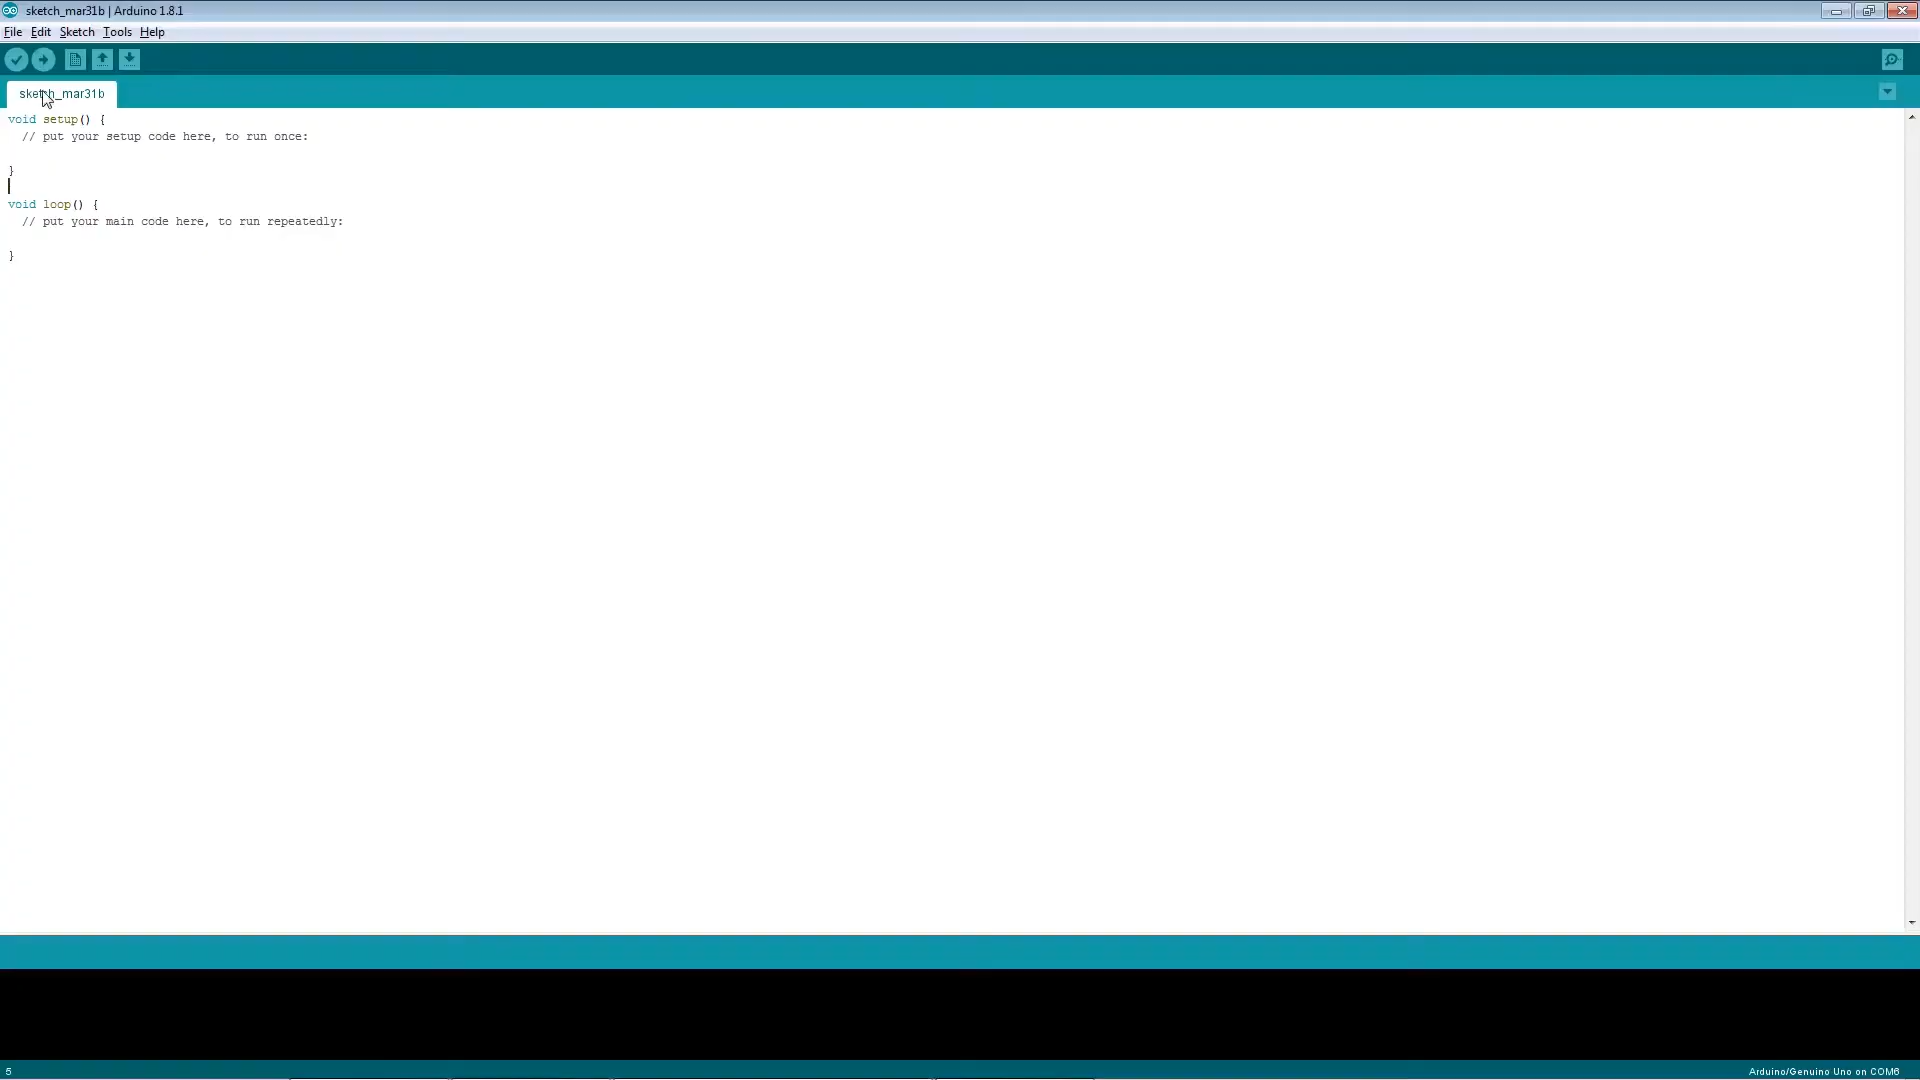 sketch_mar31b | Arduino 1.8.1
File Edit Sketch Tools Help
sketch_mar31b
void setup() {
// put your setup code here, to run once:
}
void loop() {
// put your main code here, to run repeatedly:
}
5
Arduino/Genuino Uno on COM6